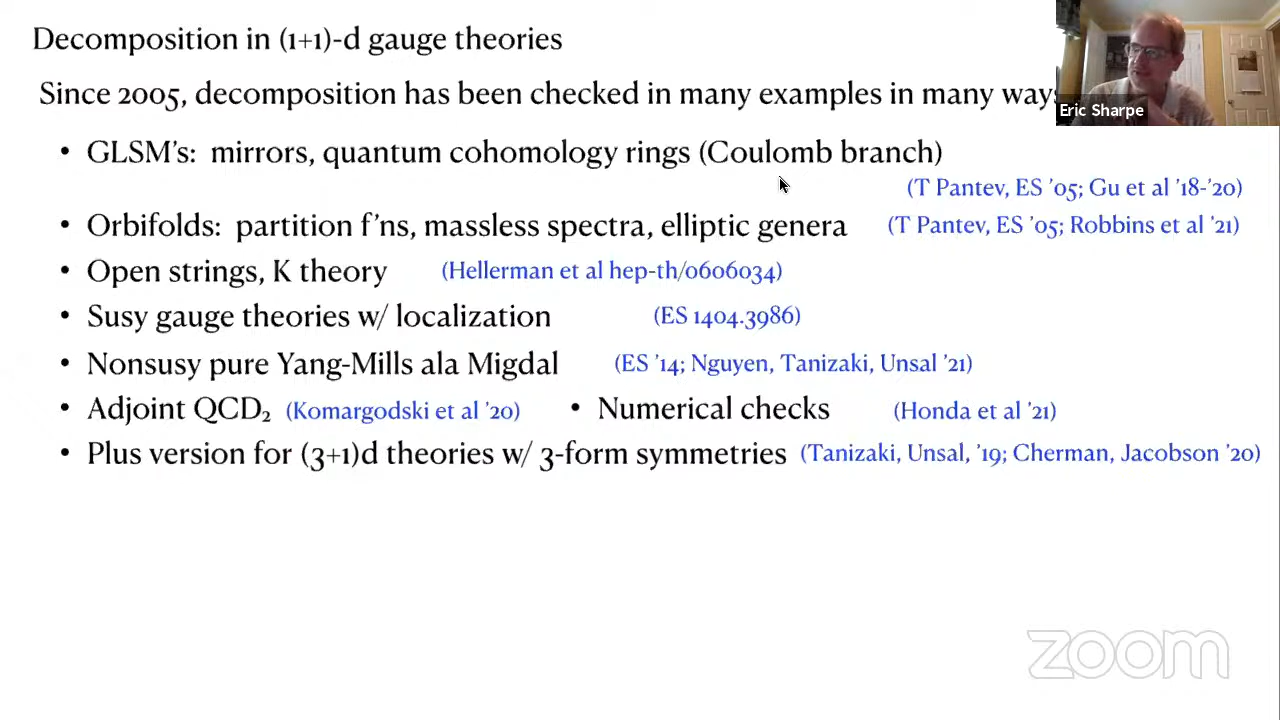 Decomposition in (1+1)-d gauge theories
Since 2005, decomposition has been checked in many examples in many ways
Eric Sharpe
• GLSM's: mirrors, quantum cohomology rings (Coulomb branch)
(T Pantev, ES '05; Gu et al '18-'20)
• Orbifolds: partition f'ns, massless spectra, elliptic genera (T Pantev, ES '05; Robbins et al '21)
• Open strings, K theory (Hellerman et al hep-th/0606034)
• Susy gauge theories w/ localization (ES 1404.3986)
• Nonsusy pure Yang-Mills ala Migdal (ES '14; Nguyen, Tanizaki, Unsal '21)
• Adjoint QCD₂ (Komargodski et al '20) • Numerical checks (Honda et al '21)
• Plus version for (3+1)d theories w/ 3-form symmetries (Tanizaki, Unsal, '19; Cherman, Jacobson '20)
zoom